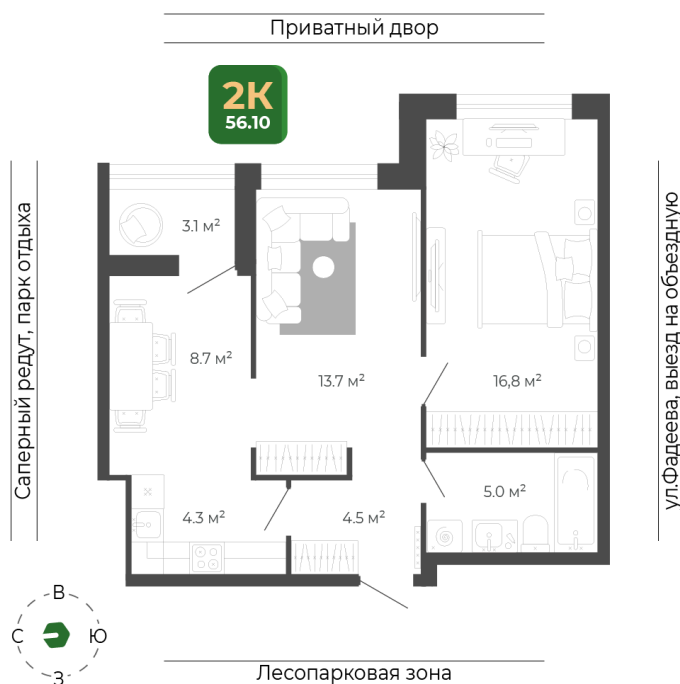 Приватный двор
2К
56.10
Саперный редут, парк отдыха
ул.Фадеева, выезд на объездную
3.1 м²
8.7 м²
13.7 м²
16,8 м²
4.3 м²
4.5 м²
5.0 м²
В
С
Ю
З
Лесопарковая зона